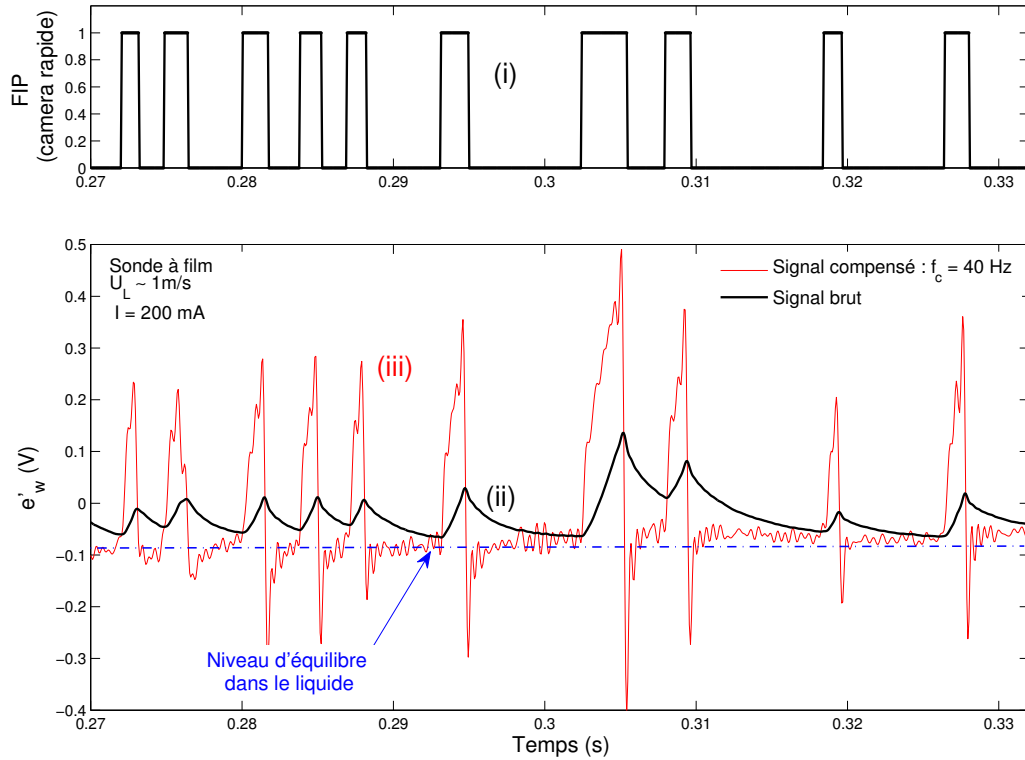 FIP
(camera rapide)
1
0.8
0.6
0.4
0.2
0
(i)
0.27 0.28 0.29 0.3 0.31 0.32 0.33
Sonde à film
U_L ~ 1m/s
I = 200 mA
Signal compensé : f_c = 40 Hz
Signal brut
(iii)
(ii)
e'_w (V)
0.5
0.4
0.3
0.2
0.1
0
−0.1
−0.2
−0.3
−0.4
Niveau d'équilibre
dans le liquide
0.27 0.28 0.29 0.3 0.31 0.32 0.33
Temps (s)